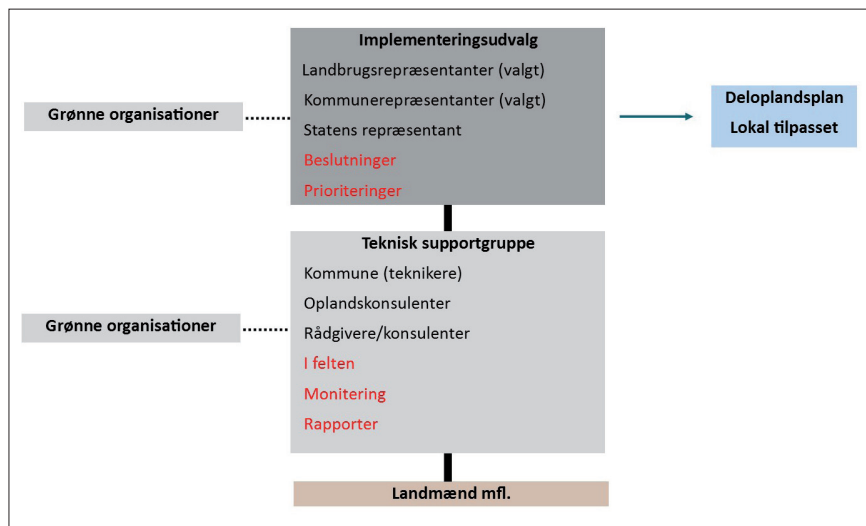 Implementeringsudvalg
Landbrugsrepræsentanter (valgt)
Kommunerepræsentanter (valgt)
Statens repræsentant
Beslutninger
Prioriteringer
Grønne organisationer
Deloplandsplan
Lokal tilpasset
Teknisk supportgruppe
Kommune (teknikere)
Oplandskonsulenter
Rådgivere/konsulenter
I felten
Monitering
Rapporter
Grønne organisationer
Landmænd mfl.